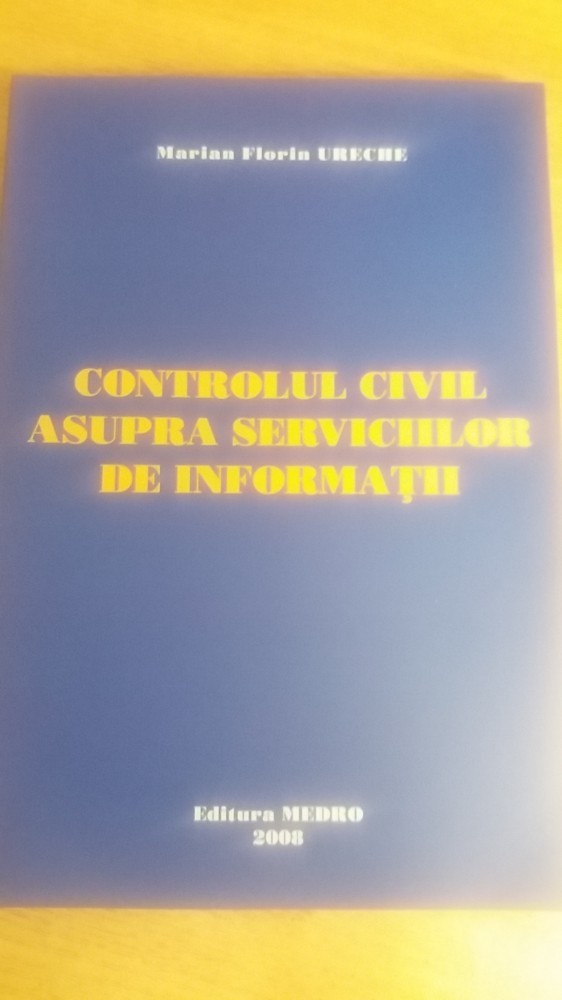 Marian Florin URECHE
CONTROLUL CIVIL
ASUPRA SERVICIILOR
DE INFORMAŢII
Editura MEDRO
2008